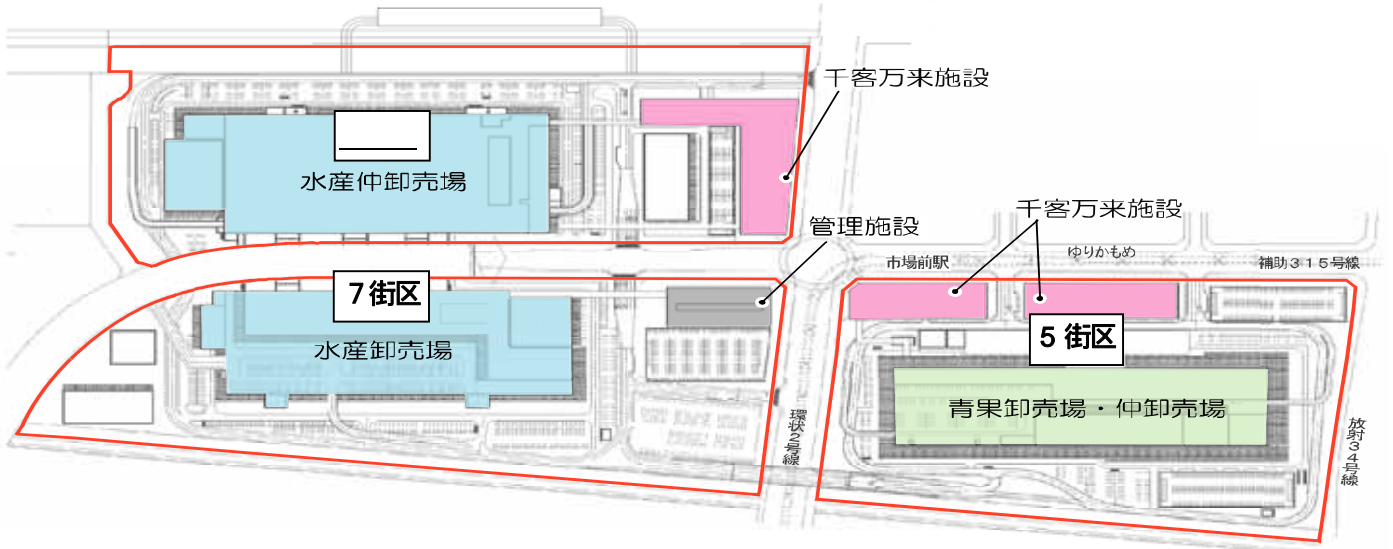 千客万来施設
水産仲卸売場
千客万来施設
管理施設
市場前駅
ゆりかもめ
補助315号線
7街区
水産卸売場
5街区
青果卸売場・仲卸売場
環状2号線
放射34号線